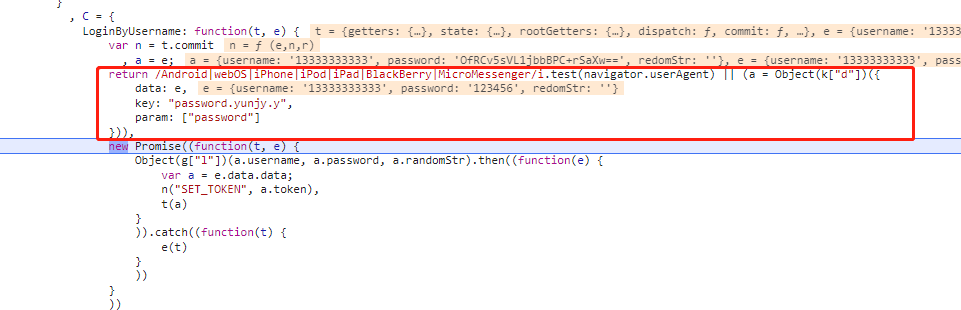 }
, C = {
LoginByUsername: function(t, e) { t = {getters: {…}, state: {…}, rootGetters: {…}, dispatch: ƒ, commit: ƒ, …}, e = {username: '13333
var n = t.commit n = ƒ (e,n,r)
, a = e; a = {username: '13333333333', password: 'OfRCv5sVL1jbbBPC+rSaXw==', redomStr: ''}, e = {username: '13333333333', pas
return /Android|webOS|iPhone|iPod|iPad|BlackBerry|MicroMessenger/i.test(navigator.userAgent) || (a = Object(k["d"])({
data: e, e = {username: '13333333333', password: '123456', redomStr: ''}
key: "password.yunjy.y",
param: ["password"]
})),
new Promise((function(t, e) {
Object(g["l"])(a.username, a.password, a.randomStr).then((function(e) {
var a = e.data.data;
n("SET_TOKEN", a.token),
t(a)
}
)).catch((function(t) {
e(t)
}
))
}
))